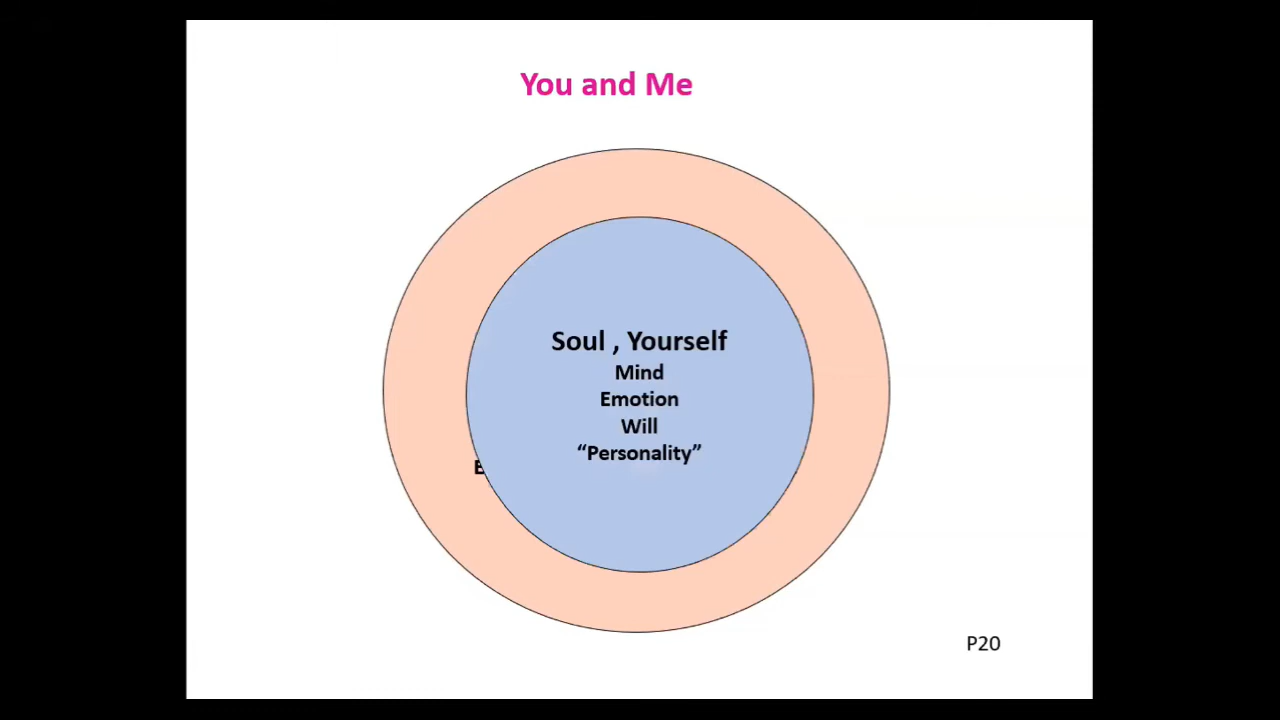 You and Me
Soul , Yourself
Mind
Emotion
Will
“Personality”
P20